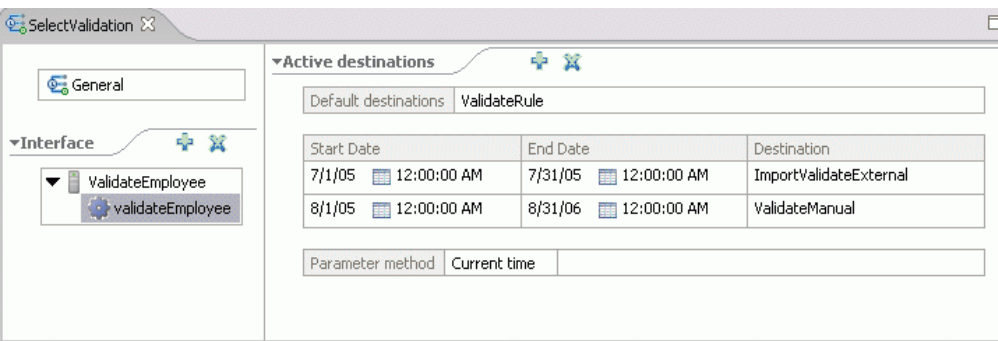 SelectValidation
General
Interface
ValidateEmployee
validateEmployee
Active destinations
Default destinations ValidateRule
Start Date End Date Destination
7/1/05 12:00:00 AM 7/31/05 12:00:00 AM ImportValidateExternal
8/1/05 12:00:00 AM 8/31/06 12:00:00 AM ValidateManual
Parameter method Current time